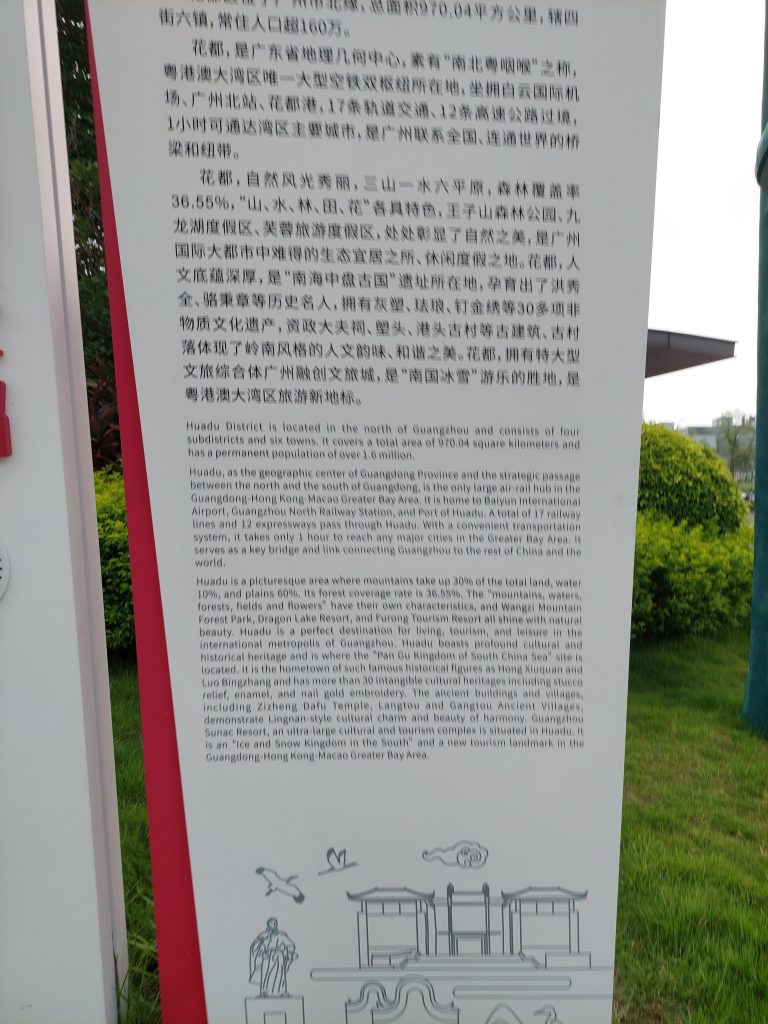 花都区位于广州市北缘，总面积970.04平方公里，辖四
街六镇，常住人口超160万。
花都，是广东省地理几何中心，素有“南北粤咽喉”之称，
粤港澳大湾区唯一大型空铁双枢纽所在地，坐拥白云国际机
场、广州北站、花都港，17条轨道交通、12条高速公路过境，
1小时可通达湾区主要城市，是广州联系全国、连通世界的桥
梁和纽带。
花都，自然风光秀丽，三山一水六平原，森林覆盖率
36.55%，“山、水、林、田、花”各具特色，王子山森林公园、九
龙湖度假区、芙蓉旅游度假区，处处彰显了自然之美，是广州
国际大都市中难得的生态宜居之所、休闲度假之地。花都，人
文底蕴深厚，是“南海中盘古国”遗址所在地，孕育出了洪秀
全、骆秉章等历史名人，拥有灰塑、珐琅、钉金绣等30多项非
物质文化遗产，资政大夫祠、塱头、港头古村等古建筑、古村
落体现了岭南风格的人文韵味、和谐之美。花都，拥有特大型
文旅综合体广州融创文旅城，是“南国冰雪”游乐的胜地，是
粤港澳大湾区旅游新地标。
Huadu District is located in the north of Guangzhou and consists of four
subdistricts and six towns. It covers a total area of 970.04 square kilometers and
has a permanent population of over 1.6 million.
Huadu, as the geographic center of Guangdong Province and the strategic passage
between the north and the south of Guangdong, is the only large air-rail hub in the
Guangdong-Hong Kong-Macao Greater Bay Area. It is home to Baiyun International
Airport, Guangzhou North Railway Station, and Port of Huadu. A total of 17 railway
lines and 12 expressways pass through Huadu. With a convenient transportation
system, it takes only 1 hour to reach any major cities in the Greater Bay Area. It
serves as a key bridge and link connecting Guangzhou to the rest of China and the
world.
Huadu is a picturesque area where mountains take up 30% of the total land, water
10%, and plains 60%. Its forest coverage rate is 36.55%. The "mountains, waters,
forests, fields and flowers" have their own characteristics, and Wangzi Mountain
Forest Park, Dragon Lake Resort, and Furong Tourism Resort all shine with natural
beauty. Huadu is a perfect destination for living, tourism, and leisure in the
international metropolis of Guangzhou. Huadu boasts profound cultural and
historical heritage and is where the "Pan Gu Kingdom of South China Sea" site is
located. It is the hometown of such famous historical figures as Hong Xiuquan and
Luo Bingzhang and has more than 30 intangible cultural heritages including stucco
relief, enamel, and nail gold embroidery. The ancient buildings and villages,
including Zizheng Dafu Temple, Langtou and Gangtou Ancient Villages,
demonstrate Lingnan-style cultural charm and beauty of harmony. Guangzhou
Sunac Resort, an ultra-large cultural and tourism complex is situated in Huadu. It
is an "Ice and Snow Kingdom in the South" and a new tourism landmark in the
Guangdong-Hong Kong-Macao Greater Bay Area.